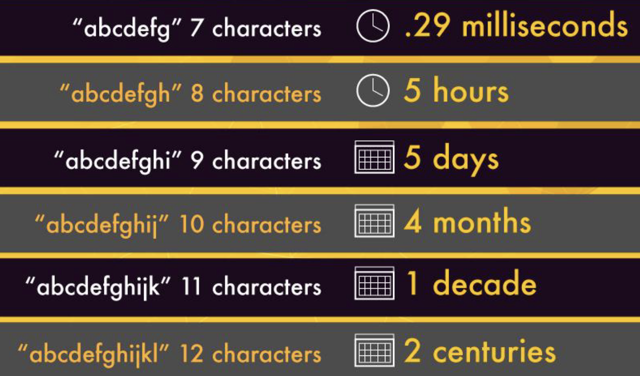 “abcdefg” 7 characters .29 milliseconds
“abcdefgh” 8 characters 5 hours
“abcdefghi” 9 characters 5 days
“abcdefghij” 10 characters 4 months
“abcdefghijk” 11 characters 1 decade
“abcdefghijkl” 12 characters 2 centuries